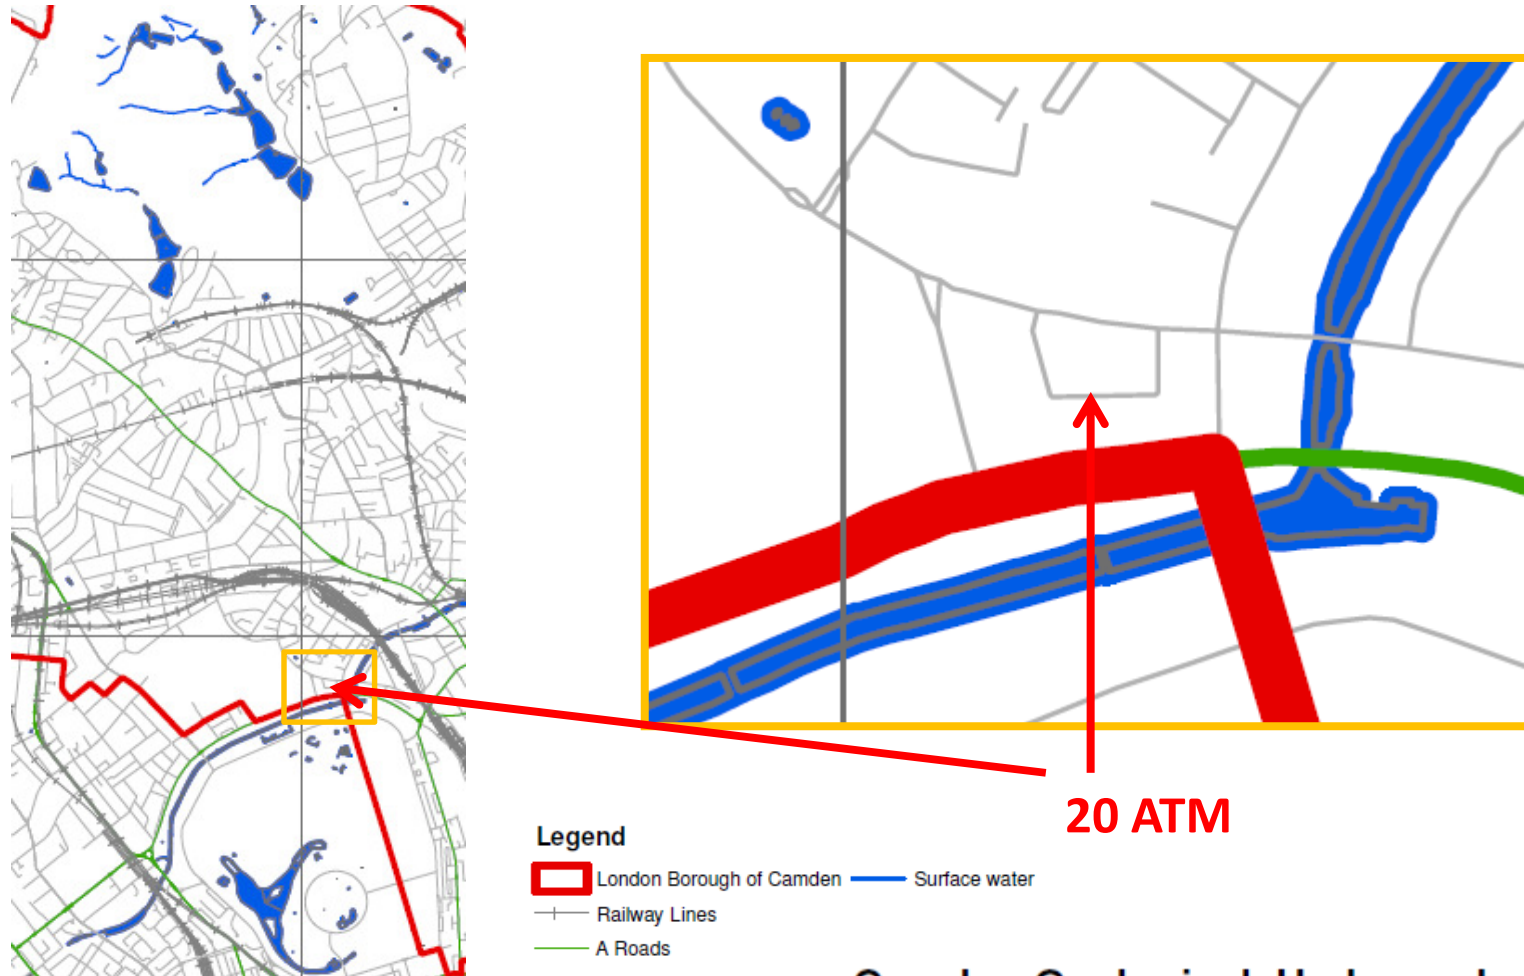 20 ATM
Legend
London Borough of Camden
Surface water
Railway Lines
A Roads